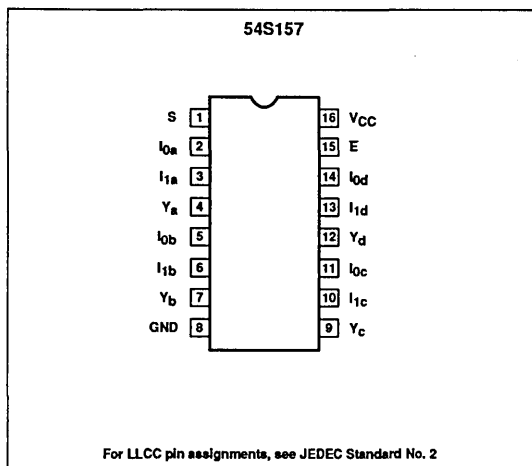 54S157
S 1 16 VCC
I0a 2 15 E̅
I1a 3 14 I0d
Ya 4 13 I1d
I0b 5 12 Yd
I1b 6 11 I0c
Yb 7 10 I1c
GND 8 9 Yc
For LLCC pin assignments, see JEDEC Standard No. 2